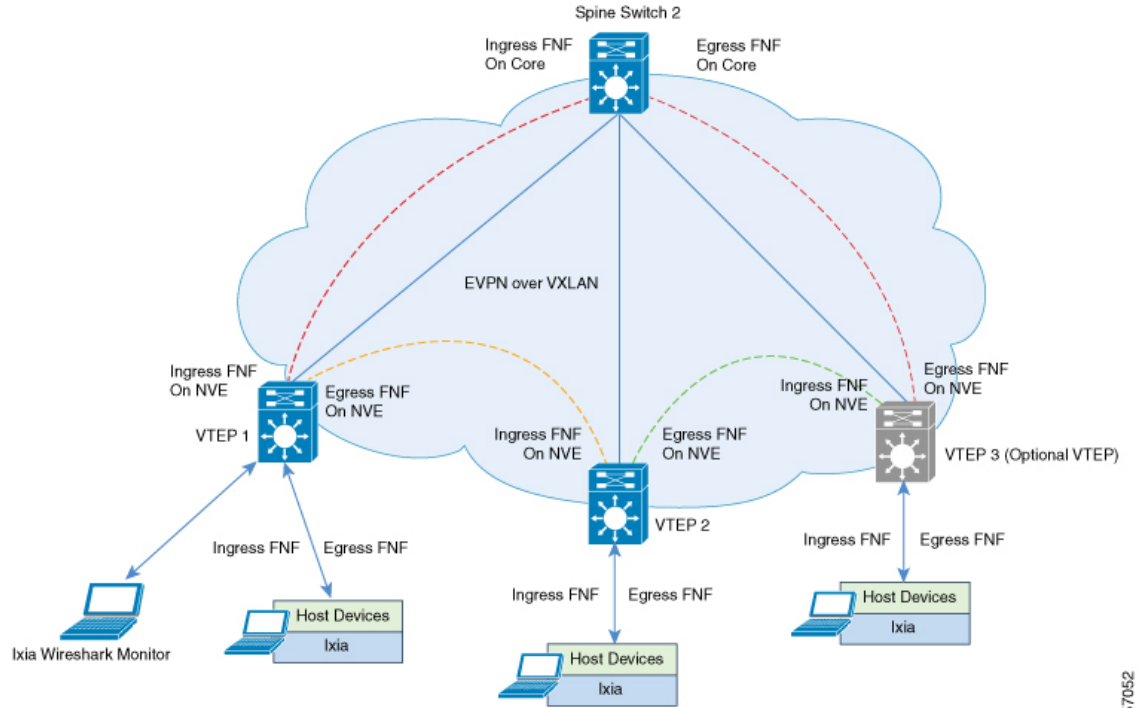 Spine Switch 2
Ingress FNF
On Core
Egress FNF
On Core
EVPN over VXLAN
Ingress FNF
On NVE
Egress FNF
On NVE
VTEP 1
Ingress FNF
On NVE
Egress FNF
On NVE
VTEP 2
Ingress FNF
On NVE
Egress FNF
On NVE
VTEP 3 (Optional VTEP)
Ingress FNF
Egress FNF
Ingress FNF
Egress FNF
Ingress FNF
Egress FNF
Ixia Wireshark Monitor
Host Devices
Ixia
Host Devices
Ixia
Host Devices
Ixia